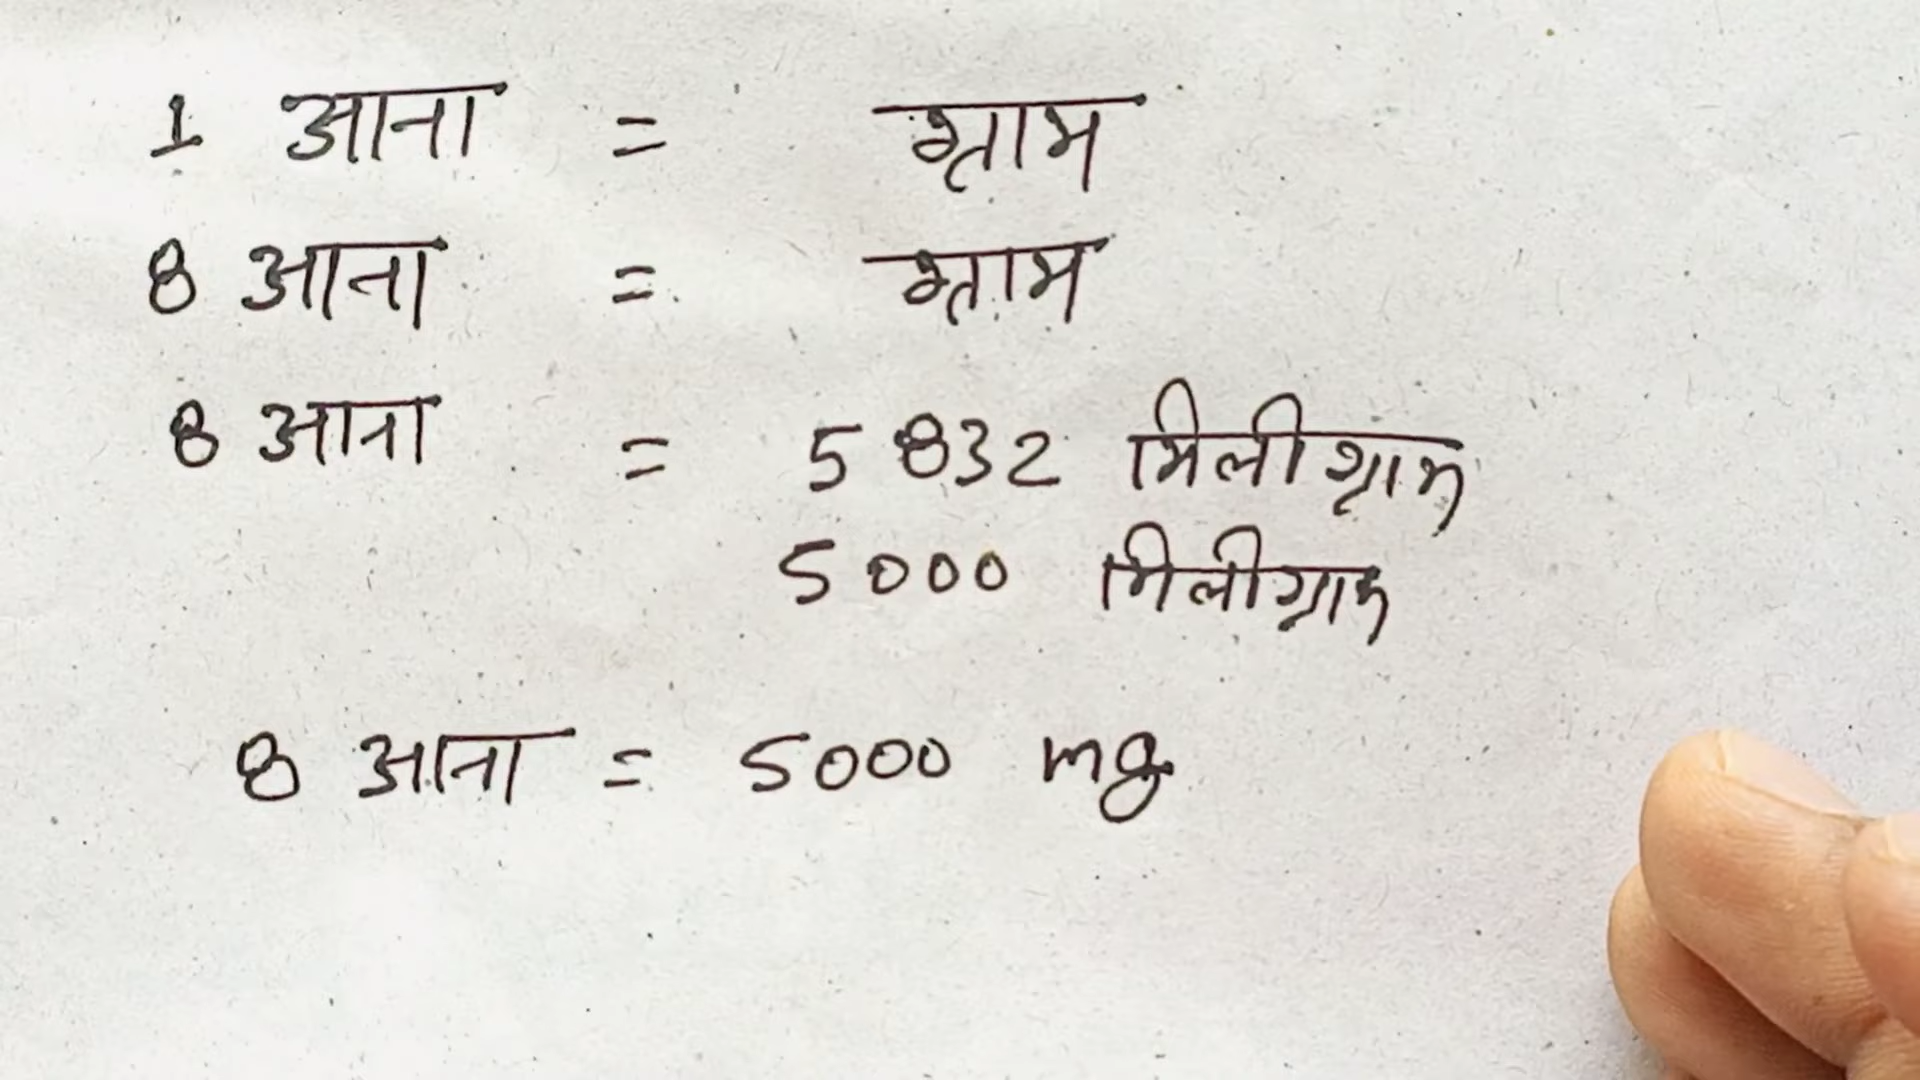 1 आना = ग्राम
8 आना = ग्राम
8 आना = 5832 मिलीग्राम
5000 मिलीग्राम
8 आना = 5000 mg